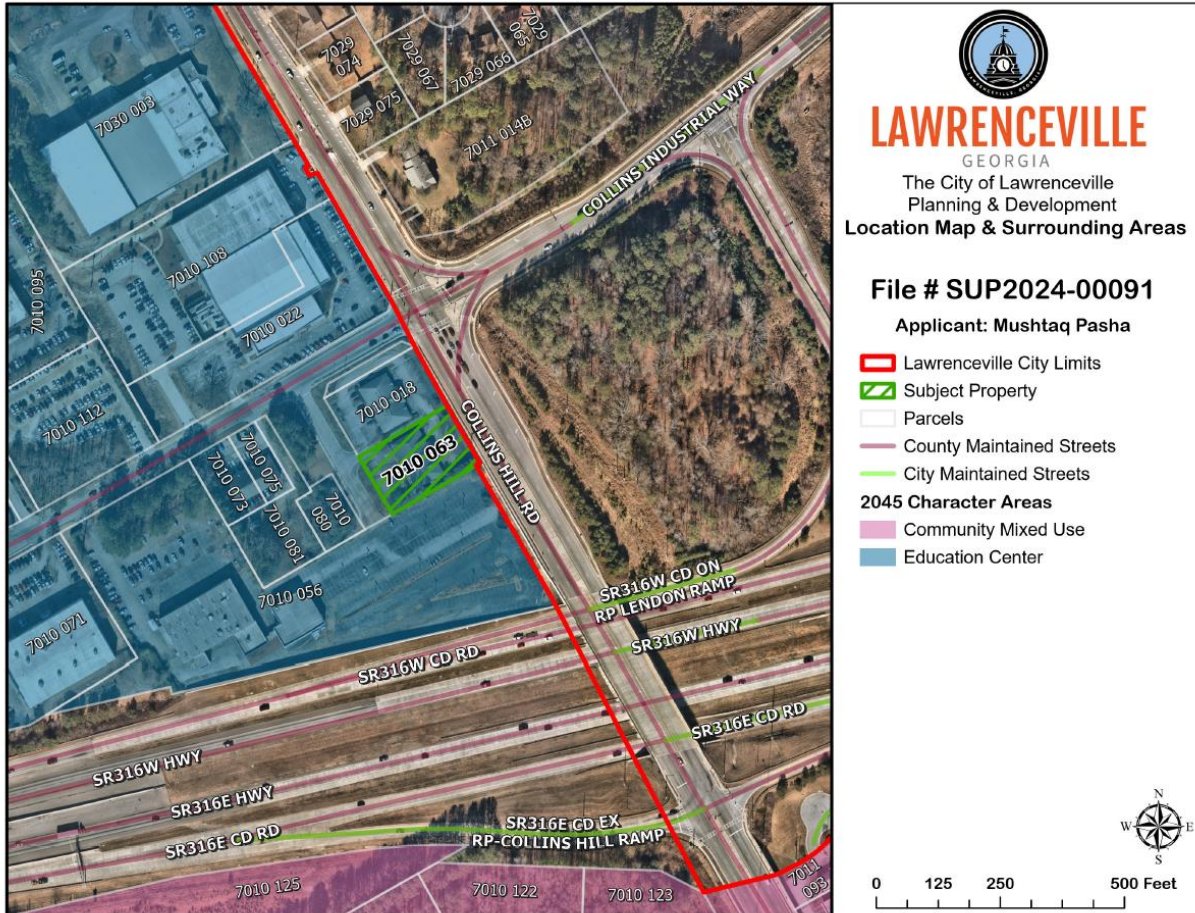 7029 074
7029 067
7029 065
7029 066
7029 075
7011 014B
7030 003
COLLINS INDUSTRIAL WAY
7010 095
7010 108
7010 022
7010 112
7010 018
7010 063
COLLINS HILL RD
7010 075
7010 073
7010 081
7010 080
7010 056
7010 071
SR316W CD ON
RP LENDON RAMP
SR316W HWY
SR316W CD RD
SR316E CD RD
SR316W HWY
SR316E HWY
SR316E CD RD
SR316E CD EX
RP-COLLINS HILL RAMP
7010 125
7010 122
7010 123
7011 093
LAWRENCEVILLE, GEORGIA
LAWRENCEVILLE
GEORGIA
The City of Lawrenceville
Planning & Development
Location Map & Surrounding Areas
File # SUP2024-00091
Applicant: Mushtaq Pasha
Lawrenceville City Limits
Subject Property
Parcels
County Maintained Streets
City Maintained Streets
2045 Character Areas
Community Mixed Use
Education Center
N
W E
S
0 125 250 500 Feet